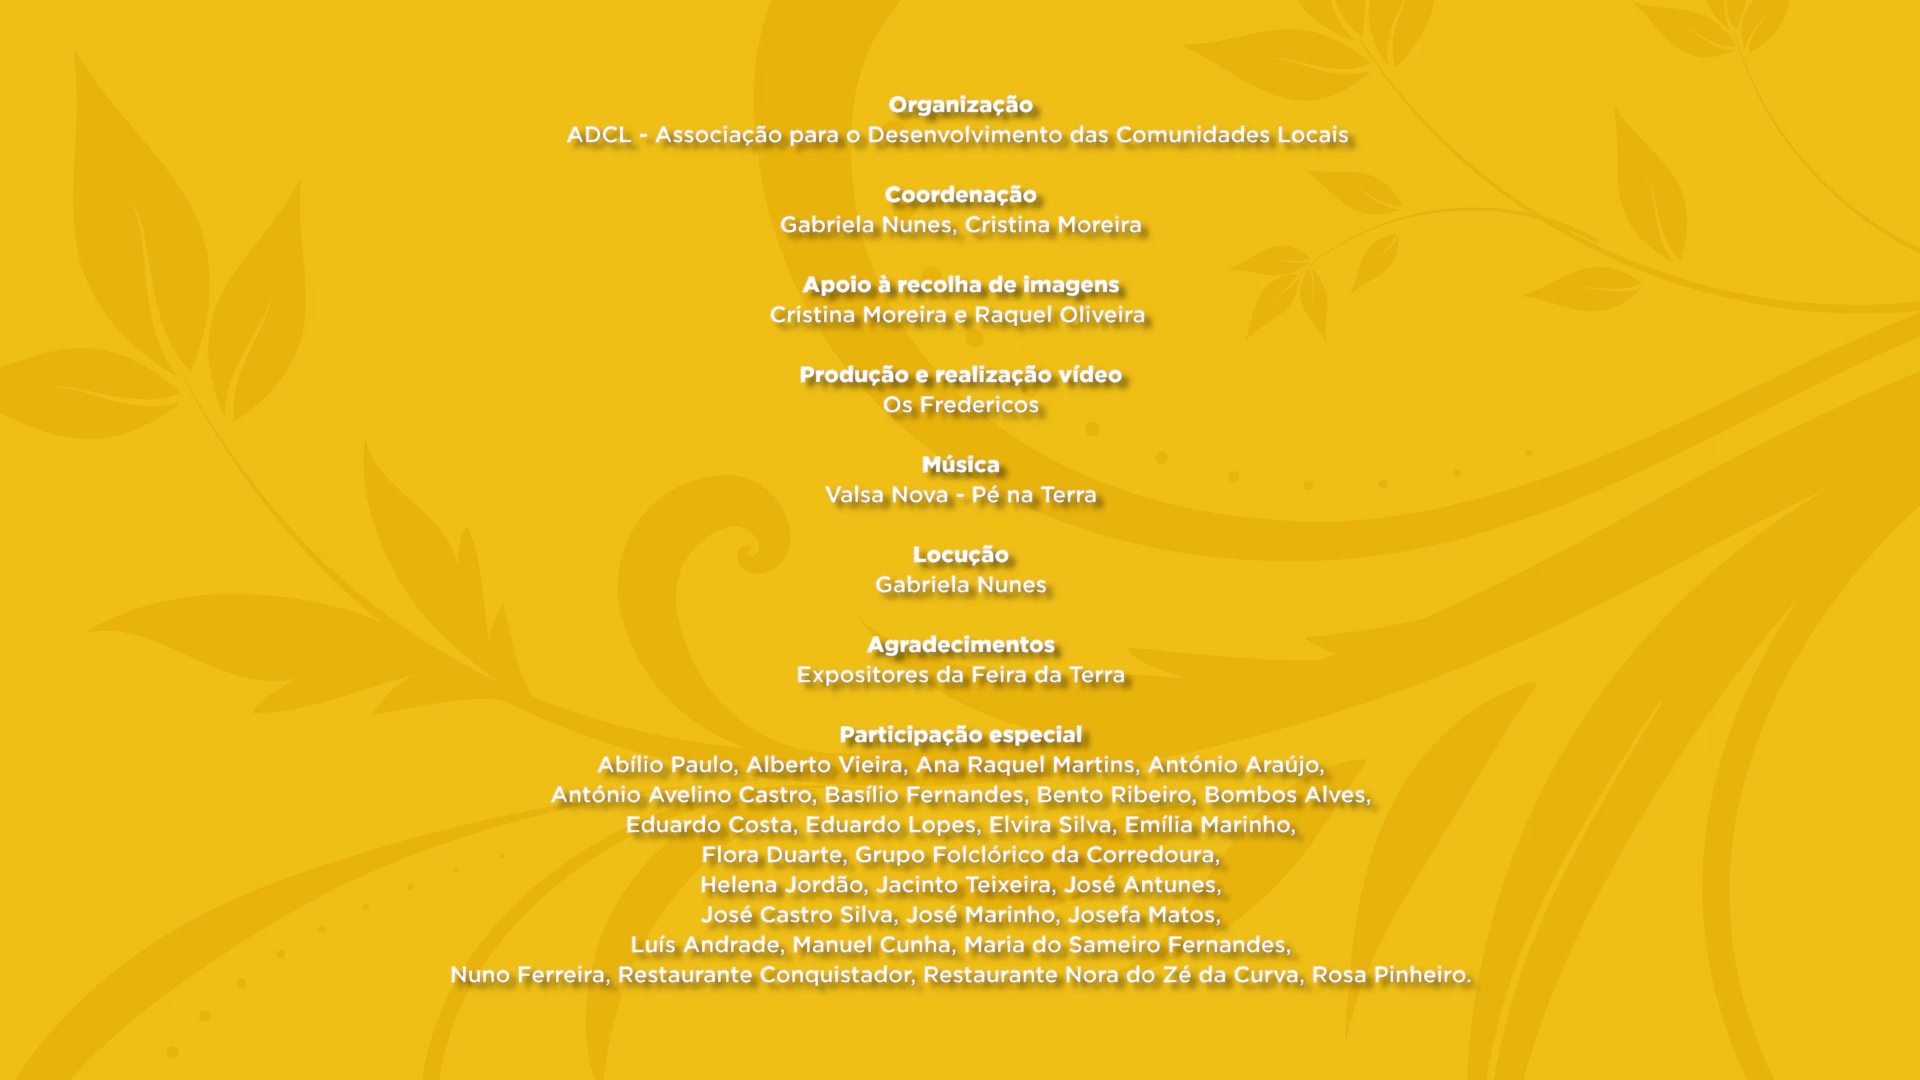 Organização
ADCL - Associação para o Desenvolvimento das Comunidades Locais
Coordenação
Gabriela Nunes, Cristina Moreira
Apoio à recolha de imagens
Cristina Moreira e Raquel Oliveira
Produção e realização vídeo
Os Fredericos
Música
Valsa Nova - Pé na Terra
Locução
Gabriela Nunes
Agradecimentos
Expositores da Feira da Terra
Participação especial
Abílio Paulo, Alberto Vieira, Ana Raquel Martins, António Araújo,
António Avelino Castro, Basílio Fernandes, Bento Ribeiro, Bombos Alves,
Eduardo Costa, Eduardo Lopes, Elvira Silva, Emília Marinho,
Flora Duarte, Grupo Folclórico da Corredoura,
Helena Jordão, Jacinto Teixeira, José Antunes,
José Castro Silva, José Marinho, Josefa Matos,
Luís Andrade, Manuel Cunha, Maria do Sameiro Fernandes,
Nuno Ferreira, Restaurante Conquistador, Restaurante Nora do Zé da Curva, Rosa Pinheiro.